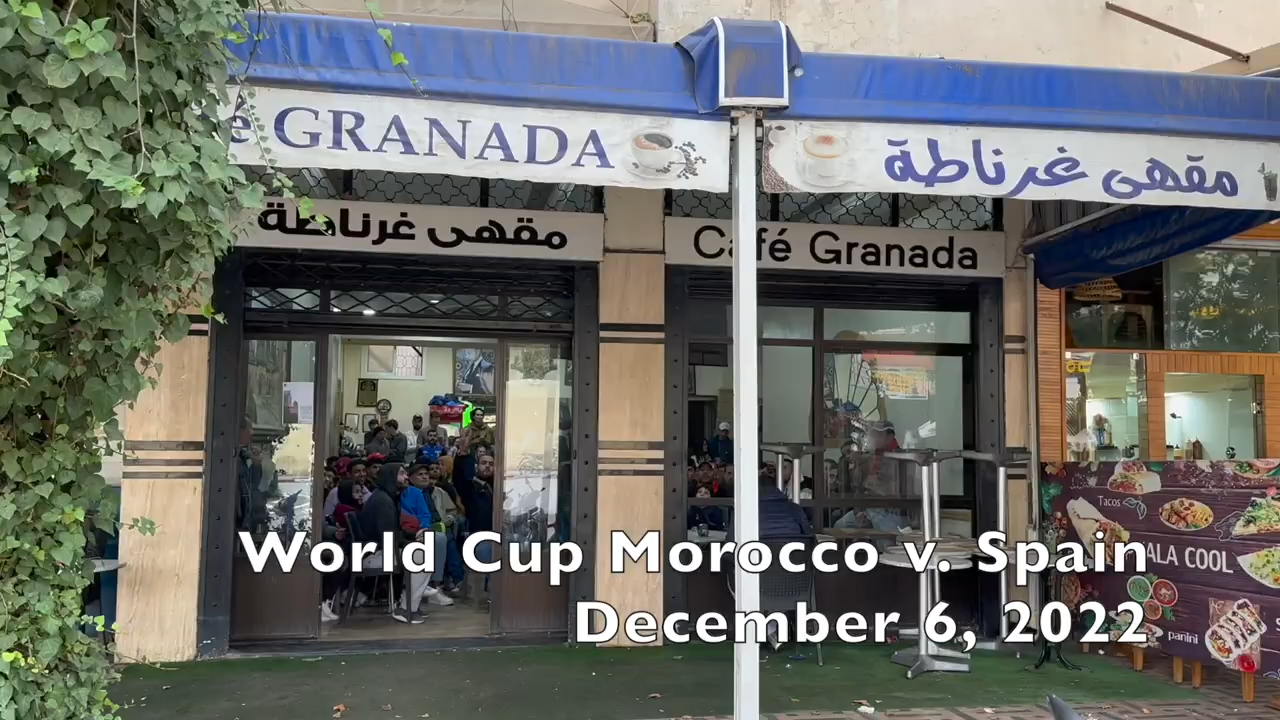 é GRANADA
مقهى غرناطة
مقهى غرناطة
Café Granada
Tacos
ALA COOL
panini
World Cup Morocco v. Spain
December 6, 2022